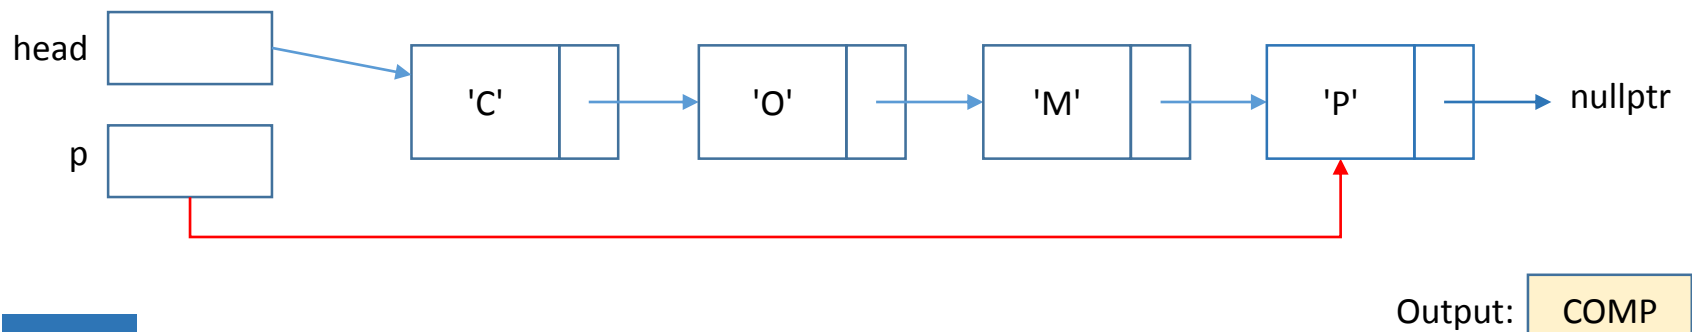 head
'C' 'O' 'M' 'P' nullptr
p
Output: COMP